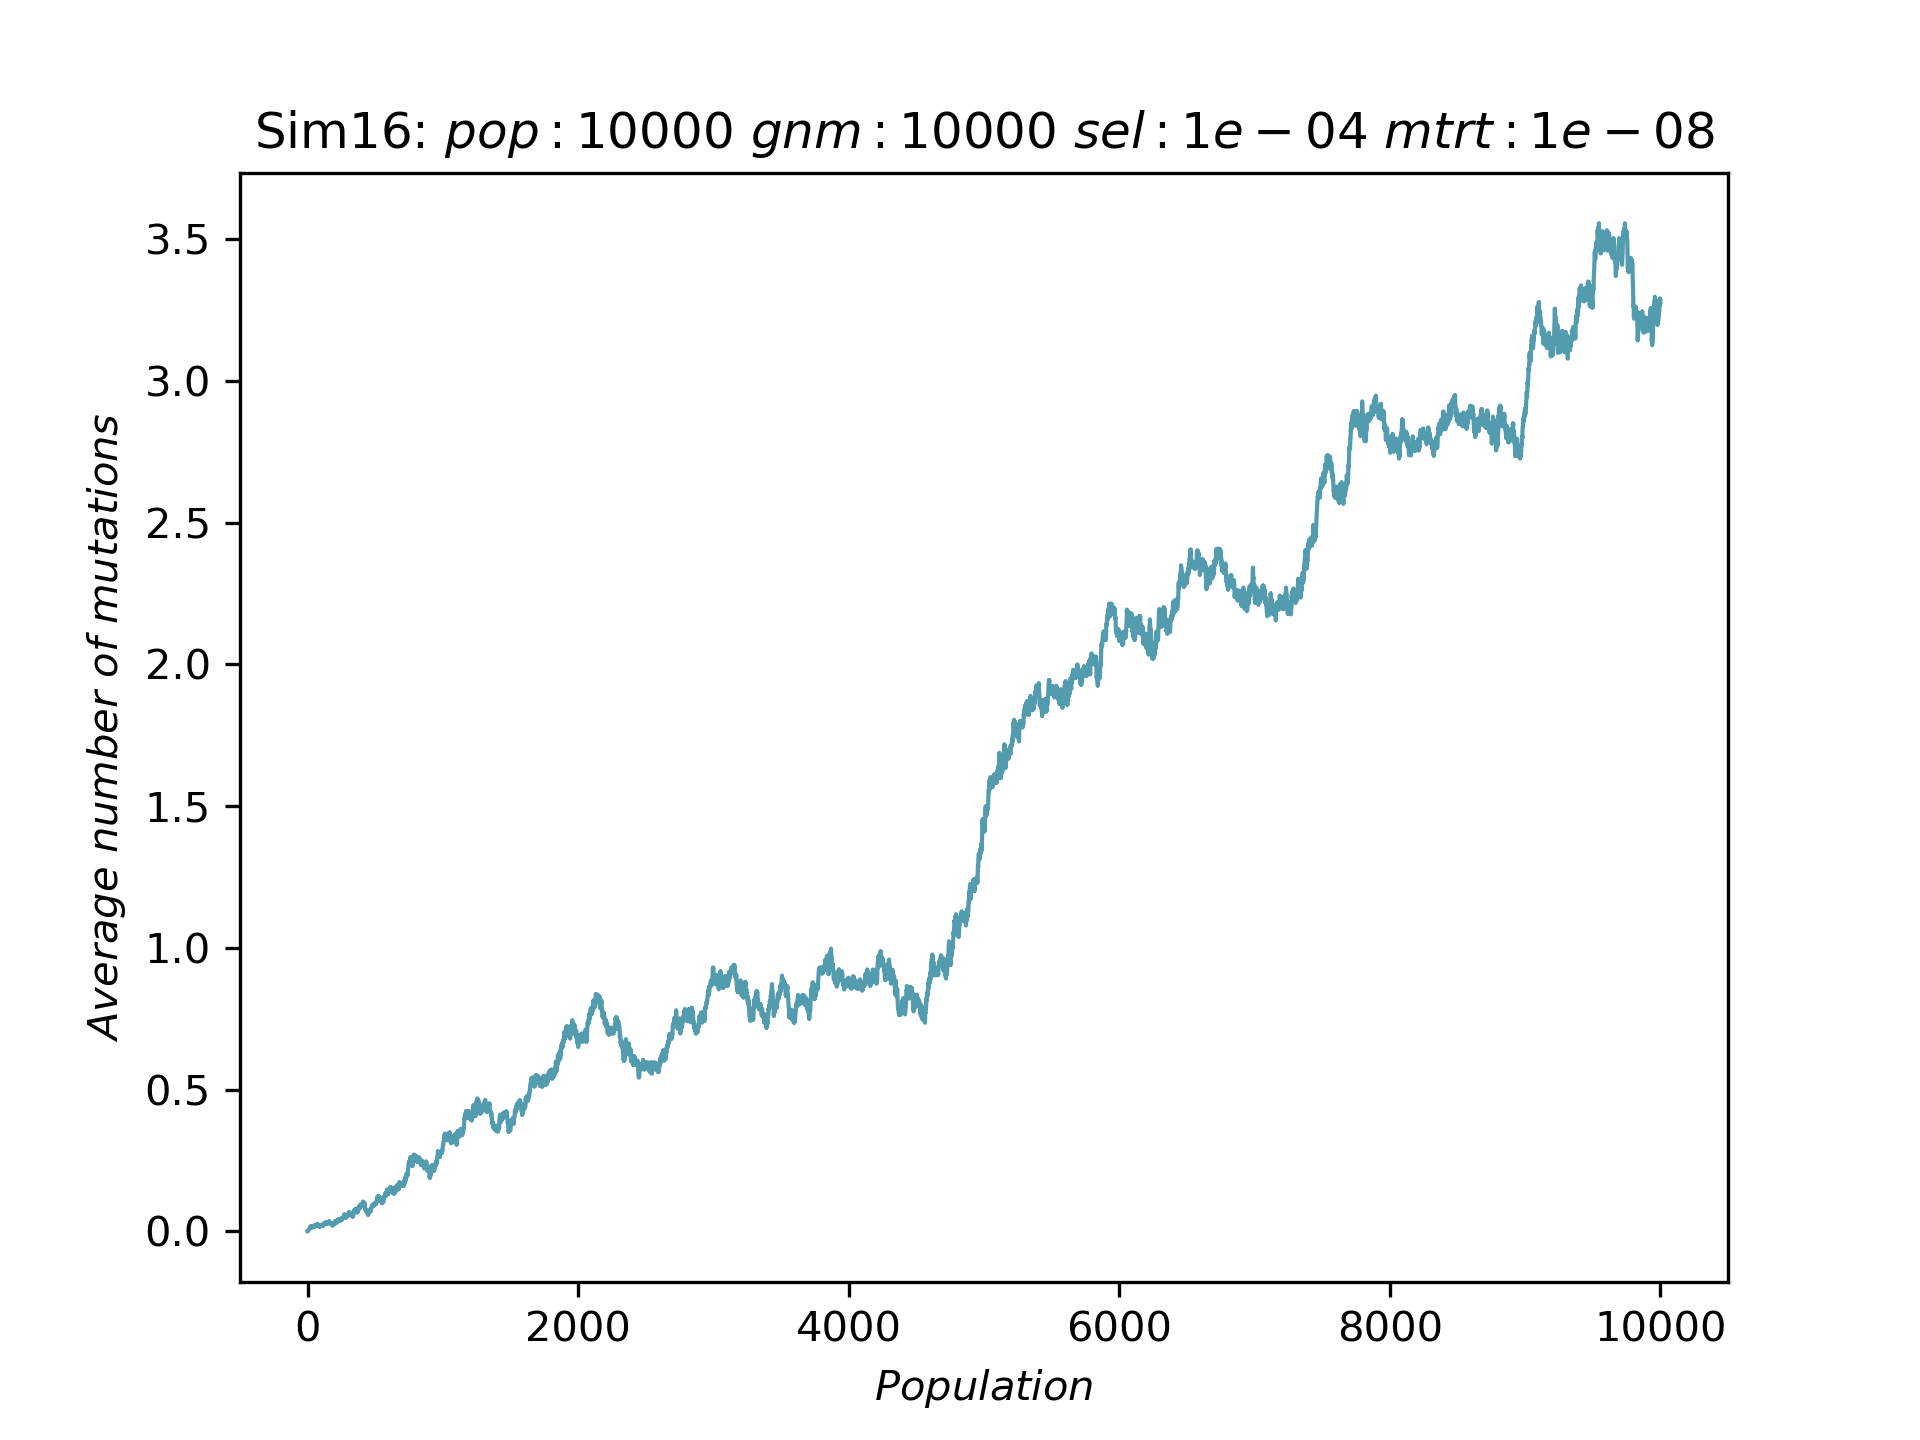 Sim16: pop : 10000 gnm : 10000 sel : 1e − 04 mtrt : 1e − 08
3.5
3.0
2.5
2.0
1.5
1.0
0.5
0.0
Average number of mutations
0 2000 4000 6000 8000 10000
Population